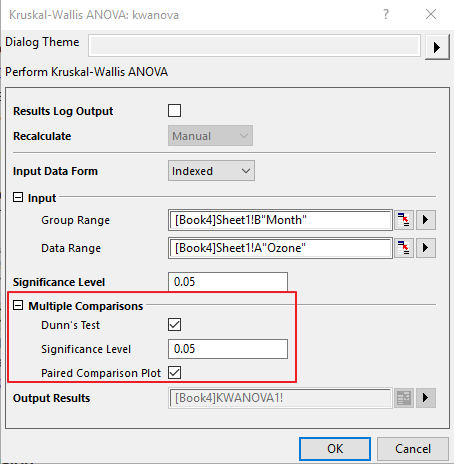 Kruskal-Wallis ANOVA: kwanova
?
Dialog Theme
Perform Kruskal-Wallis ANOVA
Results Log Output
Recalculate Manual
Input Data Form Indexed
Input
Group Range [Book4]Sheet1!B"Month"
Data Range [Book4]Sheet1!A"Ozone"
Significance Level 0.05
Multiple Comparisons
Dunn's Test
Significance Level 0.05
Paired Comparison Plot
Output Results [Book4]KWANOVA1!
OK Cancel